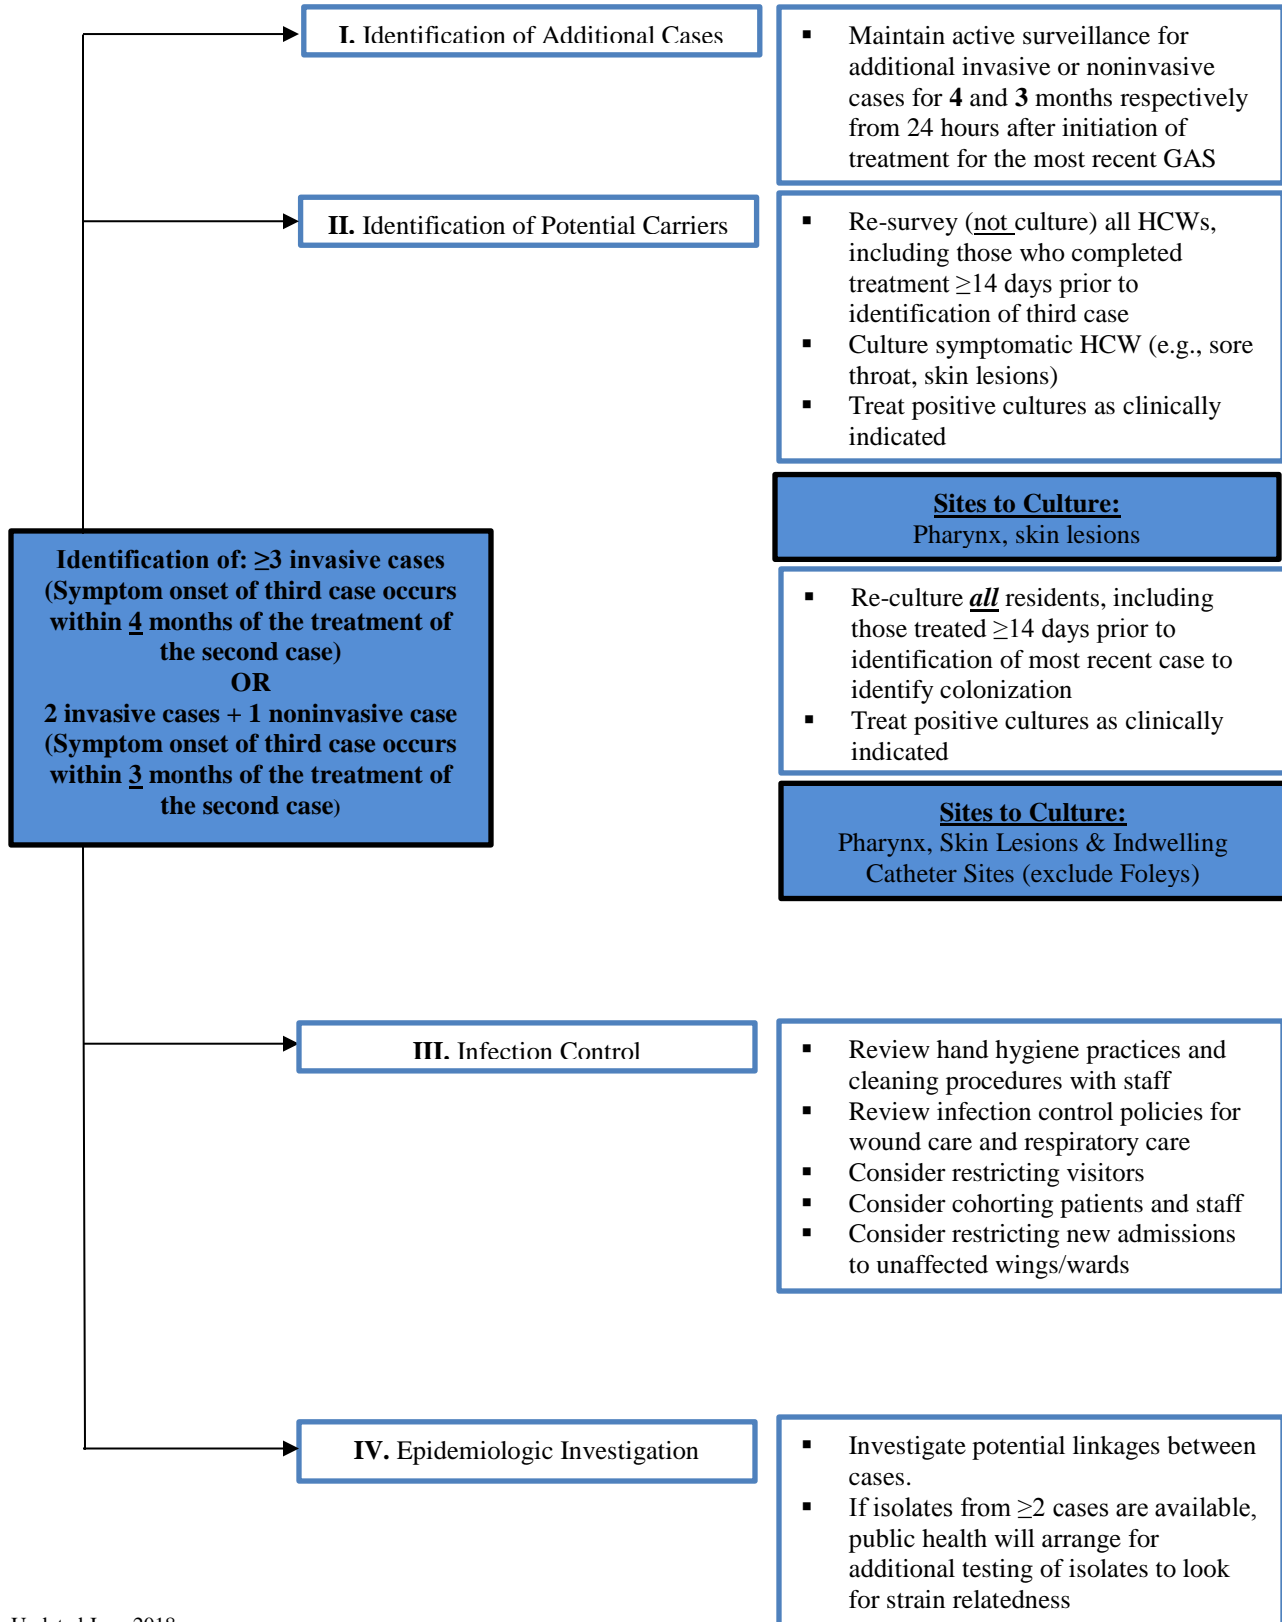 I. Identification of Additional Cases
▪ Maintain active surveillance for
additional invasive or noninvasive
cases for 4 and 3 months respectively
from 24 hours after initiation of
treatment for the most recent GAS
II. Identification of Potential Carriers
▪ Re-survey (not culture) all HCWs,
including those who completed
treatment ≥14 days prior to
identification of third case
▪ Culture symptomatic HCW (e.g., sore
throat, skin lesions)
▪ Treat positive cultures as clinically
indicated
Sites to Culture:
Pharynx, skin lesions
Identification of: ≥3 invasive cases
(Symptom onset of third case occurs
within 4 months of the treatment of
the second case)
OR
2 invasive cases + 1 noninvasive case
(Symptom onset of third case occurs
within 3 months of the treatment of
the second case)
▪ Re-culture all residents, including
those treated ≥14 days prior to
identification of most recent case to
identify colonization
▪ Treat positive cultures as clinically
indicated
Sites to Culture:
Pharynx, Skin Lesions & Indwelling
Catheter Sites (exclude Foleys)
III. Infection Control
▪ Review hand hygiene practices and
cleaning procedures with staff
▪ Review infection control policies for
wound care and respiratory care
▪ Consider restricting visitors
▪ Consider cohorting patients and staff
▪ Consider restricting new admissions
to unaffected wings/wards
IV. Epidemiologic Investigation
▪ Investigate potential linkages between
cases.
▪ If isolates from ≥2 cases are available,
public health will arrange for
additional testing of isolates to look
for strain relatedness
Updated 2018